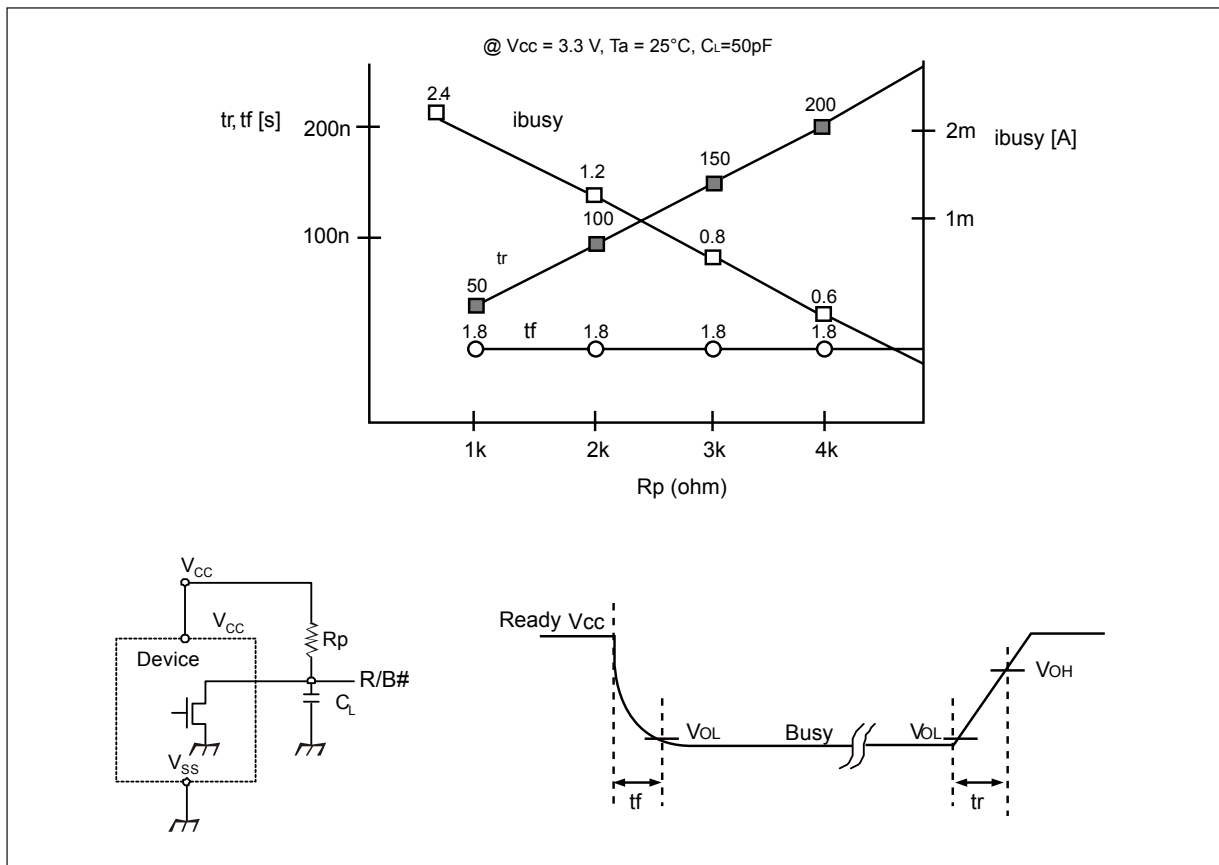 @ Vcc = 3.3 V, Ta = 25°C, CL=50pF
2.4
200
tr, tf [s]
200n
ibusy
2m
ibusy [A]
150
1.2
100
1m
100n
0.8
tr
50
0.6
1.8
tf
1.8
1.8
1.8
1k
2k
3k
4k
Rp (ohm)
VCC
VCC
Rp
Device
R/B#
CL
VSS
Ready Vcc
VOH
VOL
Busy
VOL
tf
tr